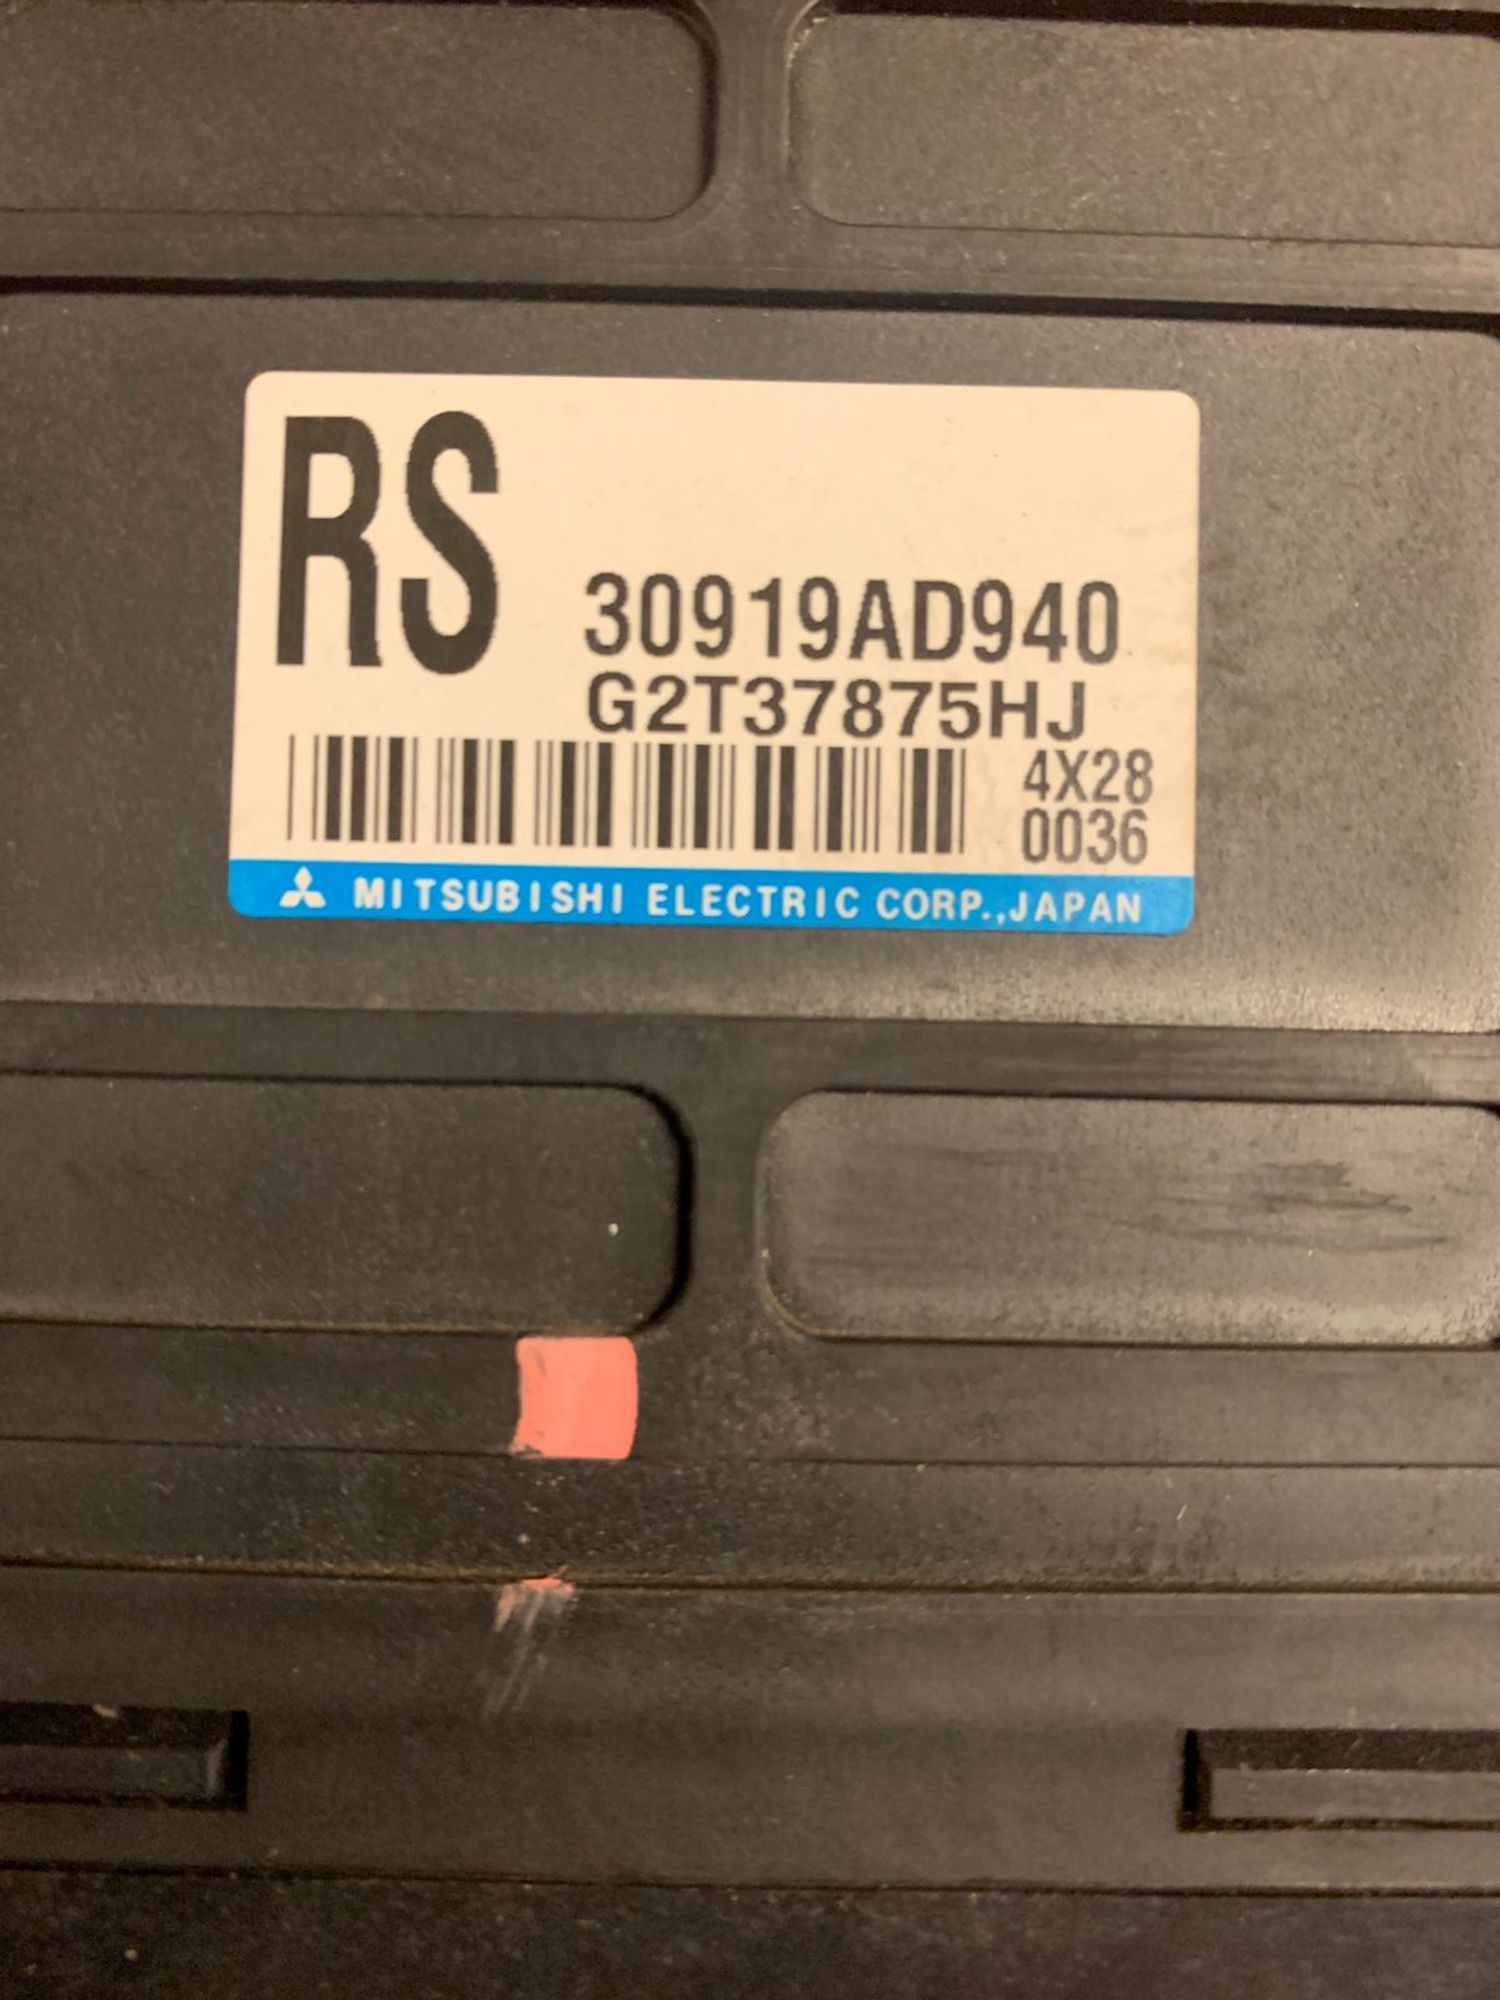 RS
30919AD940
G2T37875HJ
4X28
0036
MITSUBISHI ELECTRIC CORP.,JAPAN